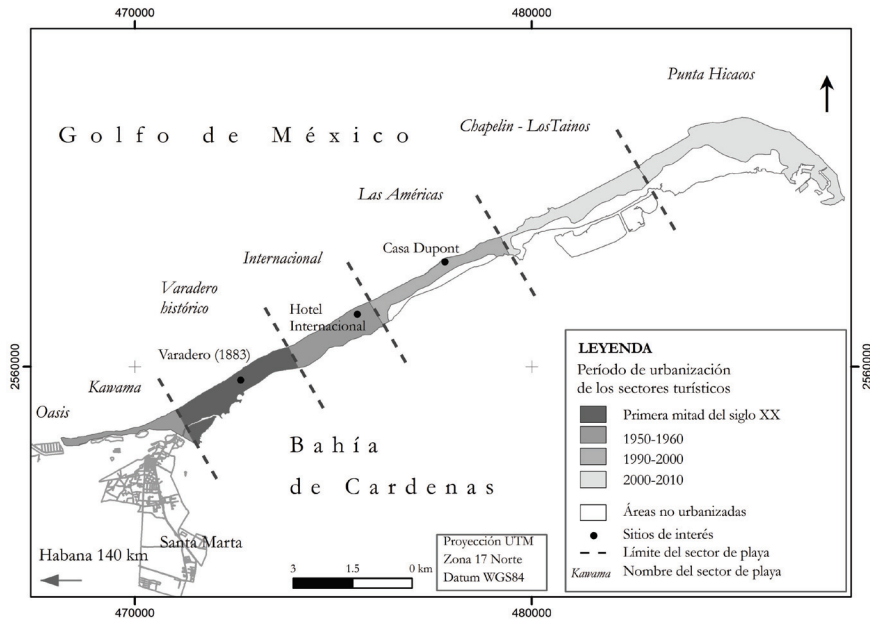 470000
480000
Punta Hicacos
Golfo de México
Chapelin - LosTainos
Las Américas
Casa Dupont
Internacional
Varadero
histórico
Hotel
Internacional
Varadero (1883)
2560000
2560000
Kawama
Oasis
Bahía
de Cardenas
Santa Marta
Habana 140 km
LEYENDA
Período de urbanización
de los sectores turísticos
Primera mitad del siglo XX
1950-1960
1990-2000
2000-2010
Áreas no urbanizadas
Sitios de interés
Límite del sector de playa
Kawama Nombre del sector de playa
Proyección UTM
Zona 17 Norte
Datum WGS84
3 1.5 0 km
470000
480000